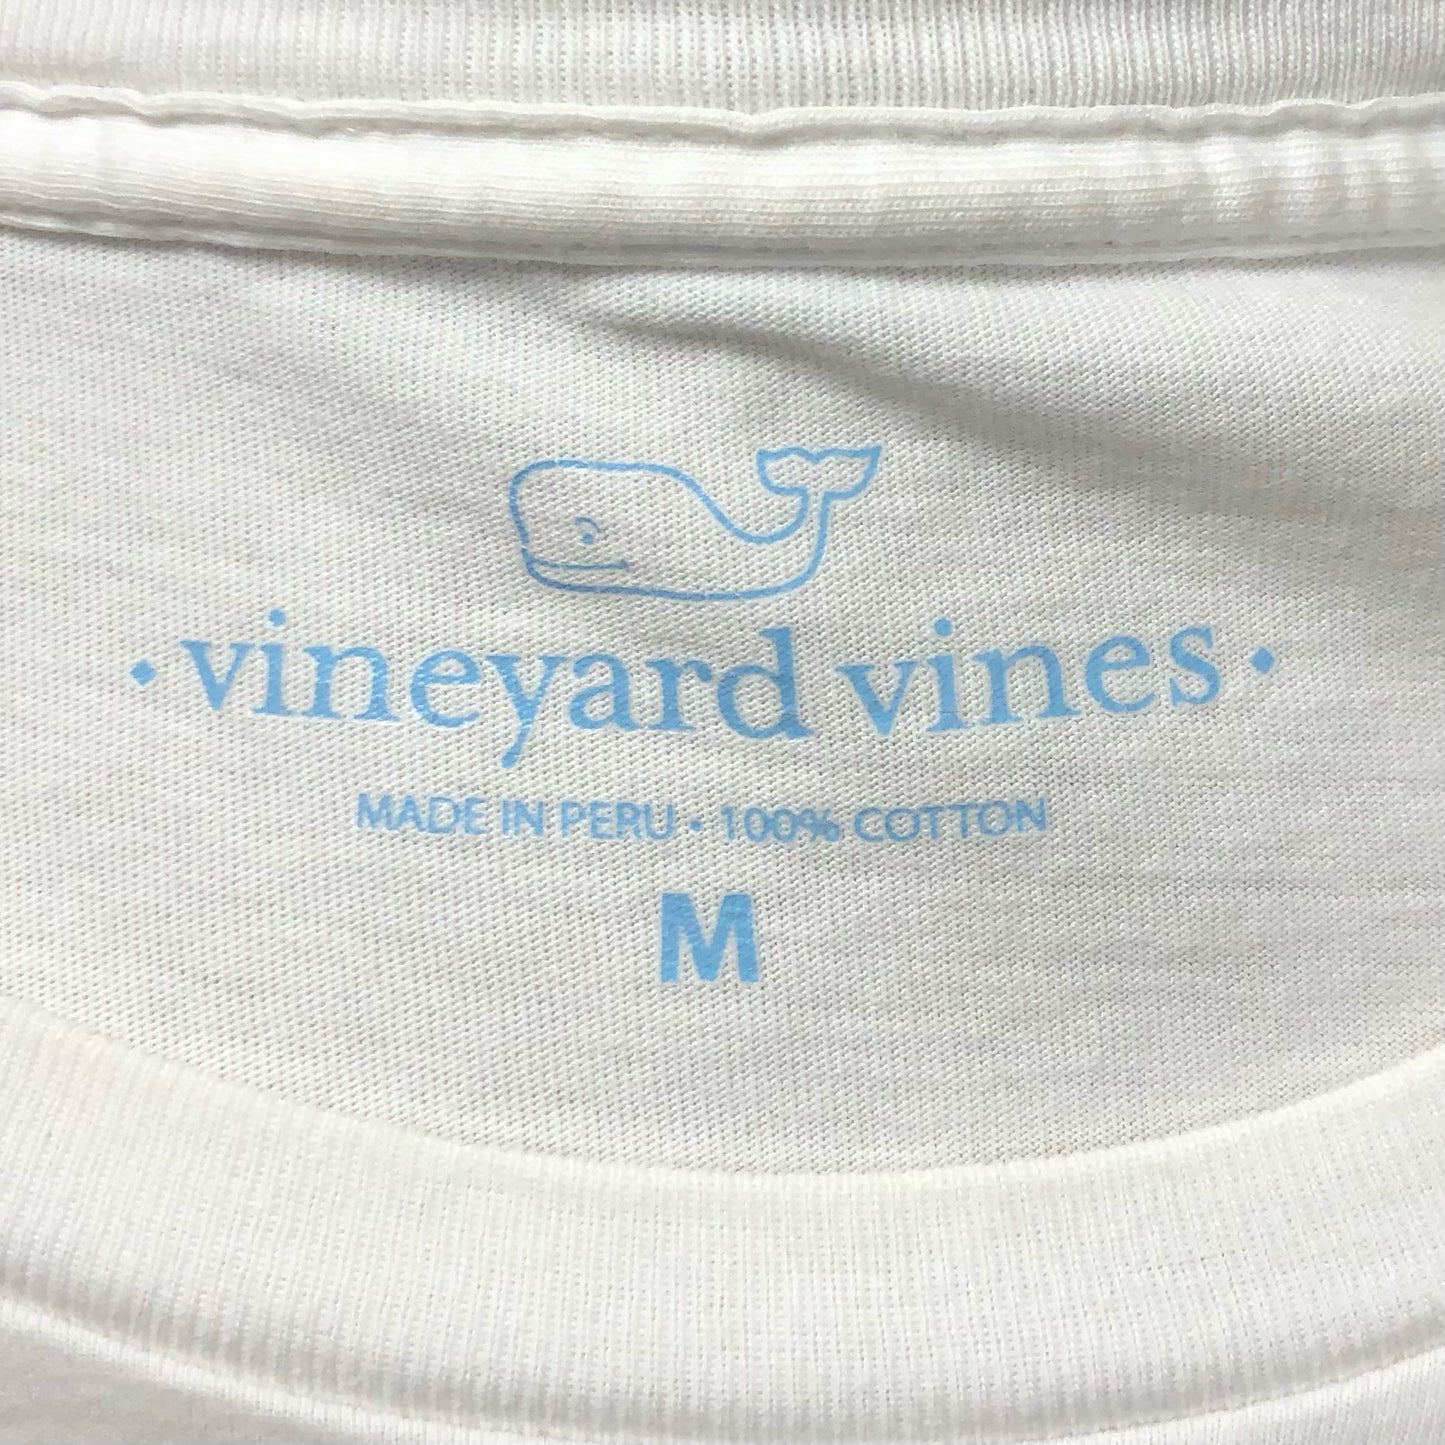 • vineyard vines •
MADE IN PERU • 100% COTTON
M